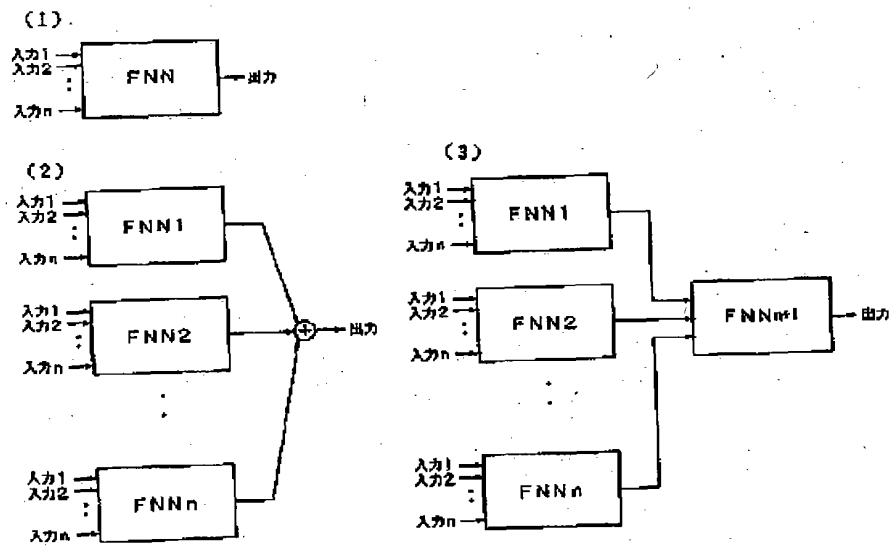 (1)
入力1
入力2
⋮
入力n
FNN
出力
(2)
入力1
入力2
⋮
入力n
FNN1
入力1
入力2
⋮
入力n
FNN2
⋮
入力1
入力2
⋮
入力n
FNNn
+
出力
(3)
入力1
入力2
⋮
入力n
FNN1
入力1
入力2
⋮
入力n
FNN2
⋮
入力1
入力2
⋮
入力n
FNNn
FNNn+1
出力